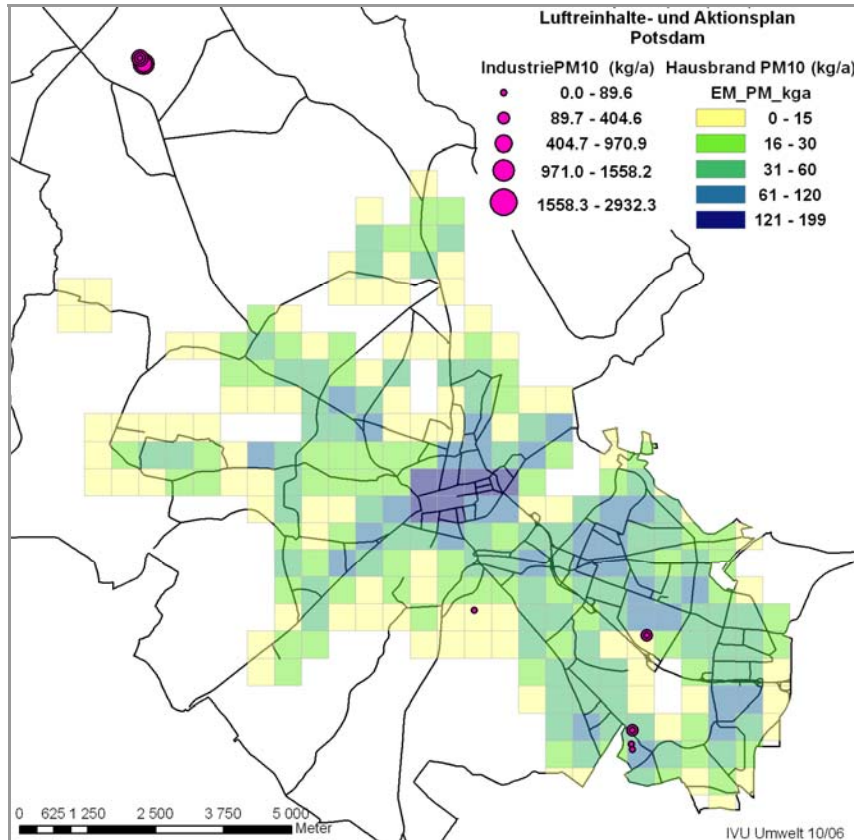 Luftreinhalte- und Aktionsplan
Potsdam
IndustriePM10 (kg/a)
0.0 - 89.6
89.7 - 404.6
404.7 - 970.9
971.0 - 1558.2
1558.3 - 2932.3
Hausbrand PM10 (kg/a)
EM_PM_kga
0 - 15
16 - 30
31 - 60
61 - 120
121 - 199
0 625 1 250 2 500 3 750 5 000
Meter
IVU Umwelt 10/06